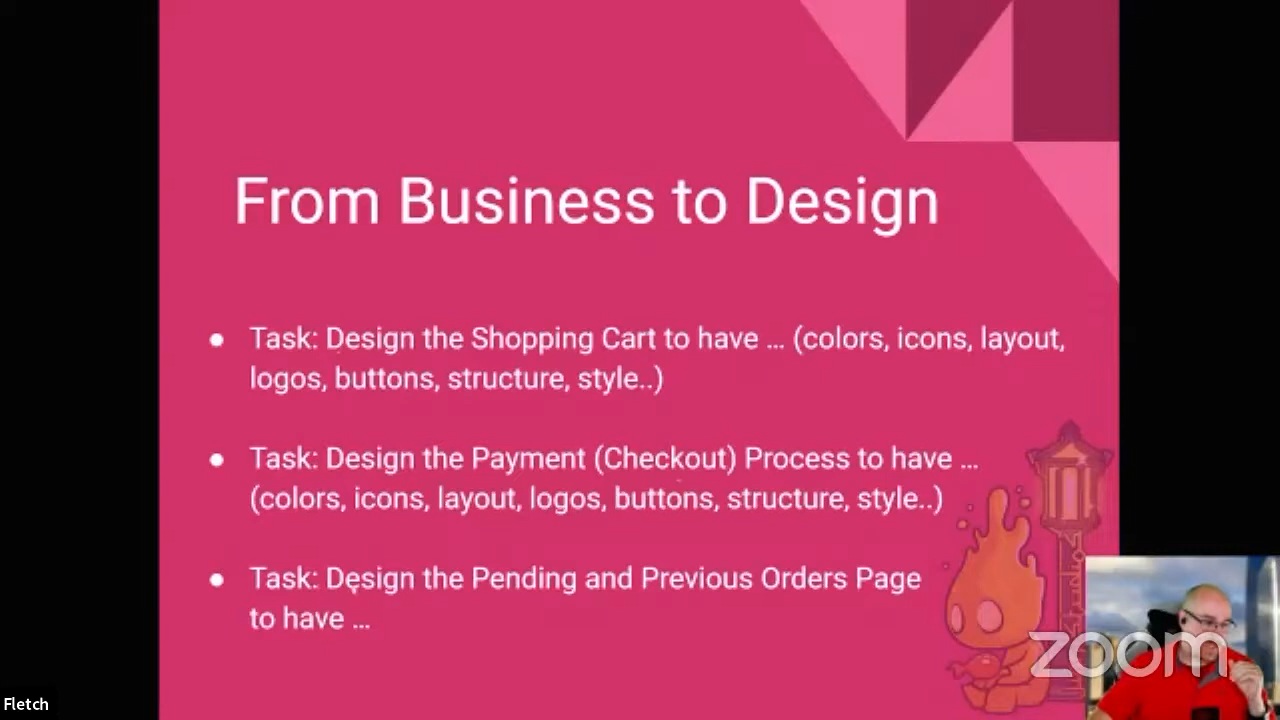 From Business to Design
● Task: Design the Shopping Cart to have ... (colors, icons, layout,
logos, buttons, structure, style..)
● Task: Design the Payment (Checkout) Process to have ...
(colors, icons, layout, logos, buttons, structure, style..)
● Task: Design the Pending and Previous Orders Page
to have ...
zoom
Fletch